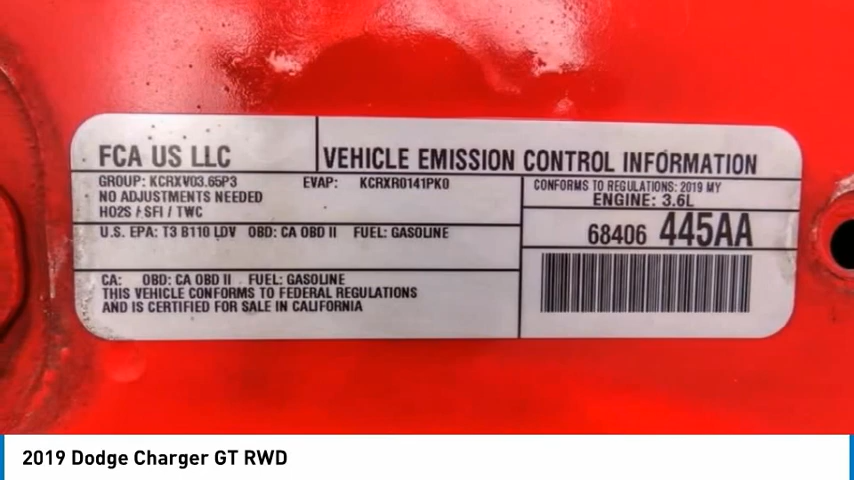 FCA US LLC
VEHICLE EMISSION CONTROL INFORMATION
GROUP: KCRXV03.65P3 EVAP: KCRXR0141PK0
NO ADJUSTMENTS NEEDED
HO2S / SFI / TWC
CONFORMS TO REGULATIONS: 2019 MY
ENGINE: 3.6L
U.S. EPA: T3 B110 LDV OBD: CA OBD II FUEL: GASOLINE
68406 445AA
CA: OBD: CA OBD II FUEL: GASOLINE
THIS VEHICLE CONFORMS TO FEDERAL REGULATIONS
AND IS CERTIFIED FOR SALE IN CALIFORNIA
2019 Dodge Charger GT RWD